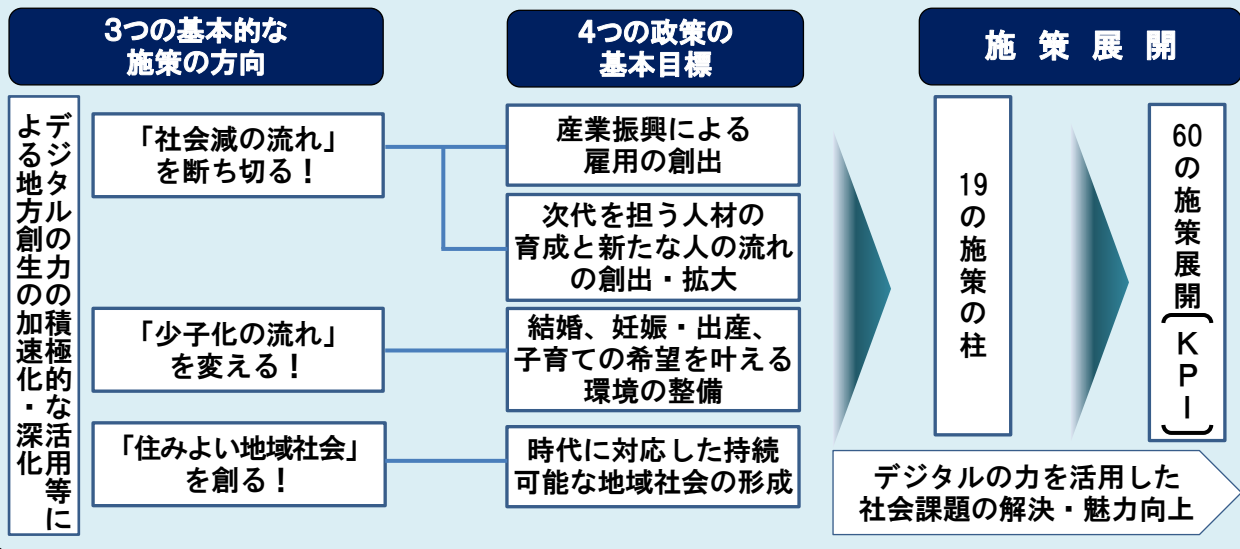 3つの基本的な
施策の方向
4つの政策の
基本目標
施策展開
デジタルの力の積極的な活用等に
よる地方創生の加速化・深化
「社会減の流れ」
を断ち切る！
「少子化の流れ」
を変える！
「住みよい地域社会」
を創る！
産業振興による
雇用の創出
次代を担う人材の
育成と新たな人の流れ
の創出・拡大
結婚、妊娠・出産、
子育ての希望を叶える
環境の整備
時代に対応した持続
可能な地域社会の形成
19の施策の柱
60の施策展開(KPI)
デジタルの力を活用した
社会課題の解決・魅力向上